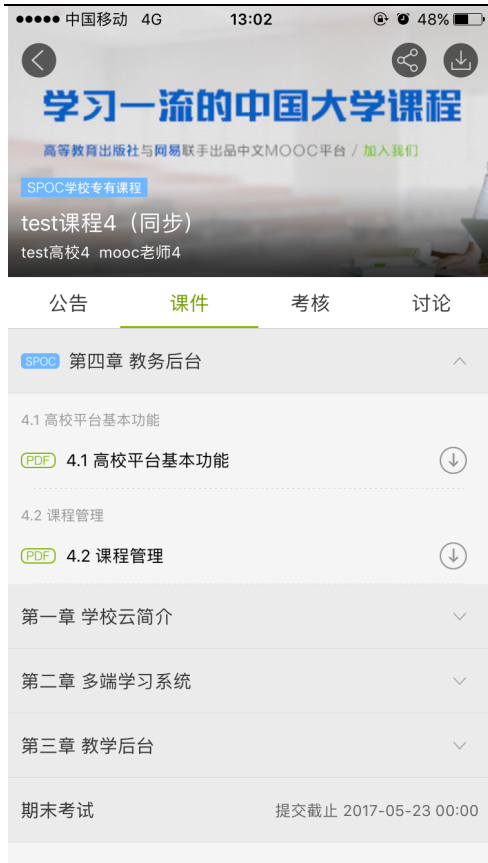 中国移动 4G 13:02 48%
学习一流的中国大学课程
高等教育出版社与网易联手出品中文MOOC平台 / 加入我们
SPOC学校专有课程
test课程4（同步）
test高校4 mooc老师4
公告 课件 考核 讨论
SPOC 第四章 教务后台
4.1 高校平台基本功能
PDF 4.1 高校平台基本功能
4.2 课程管理
PDF 4.2 课程管理
第一章 学校云简介
第二章 多端学习系统
第三章 教学后台
期末考试 提交截止 2017-05-23 00:00